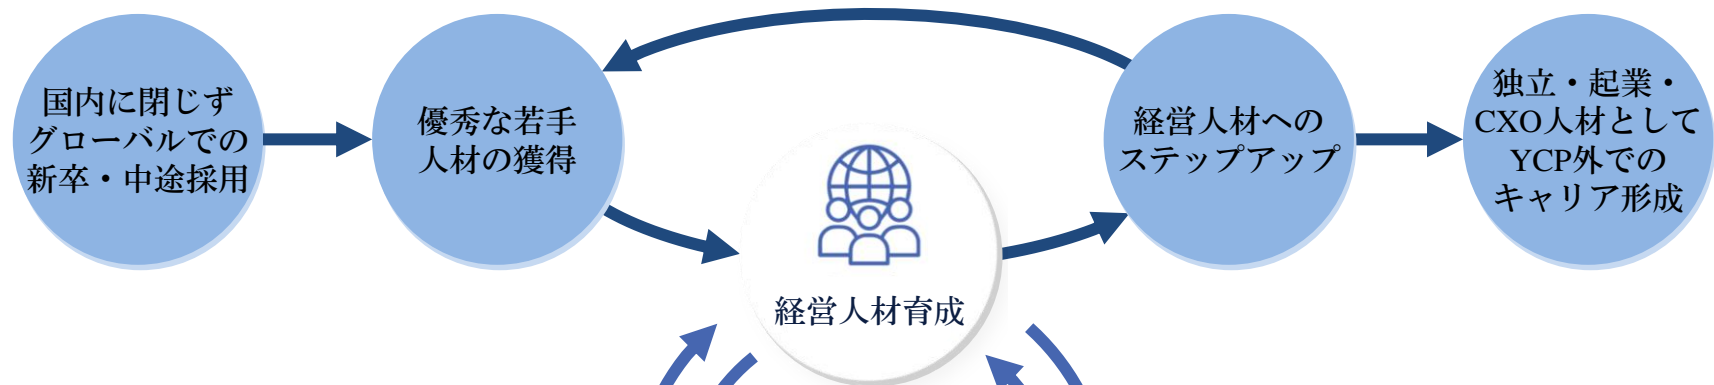 国内に閉じず
グローバルでの
新卒・中途採用
優秀な若手
人材の獲得
経営人材育成
経営人材への
ステップアップ
独立・起業・
CXO人材として
YCP外での
キャリア形成